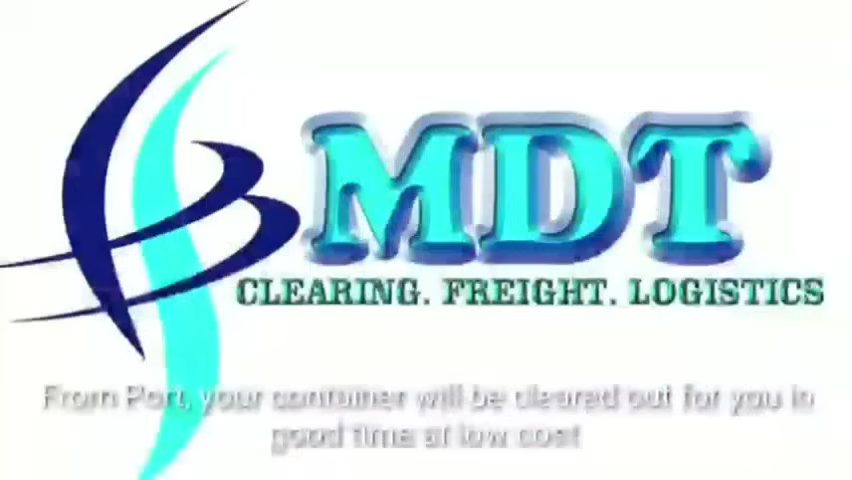 MDT
CLEARING. FREIGHT. LOGISTICS
From Port, your container will be cleared out for you in
good time at low cost